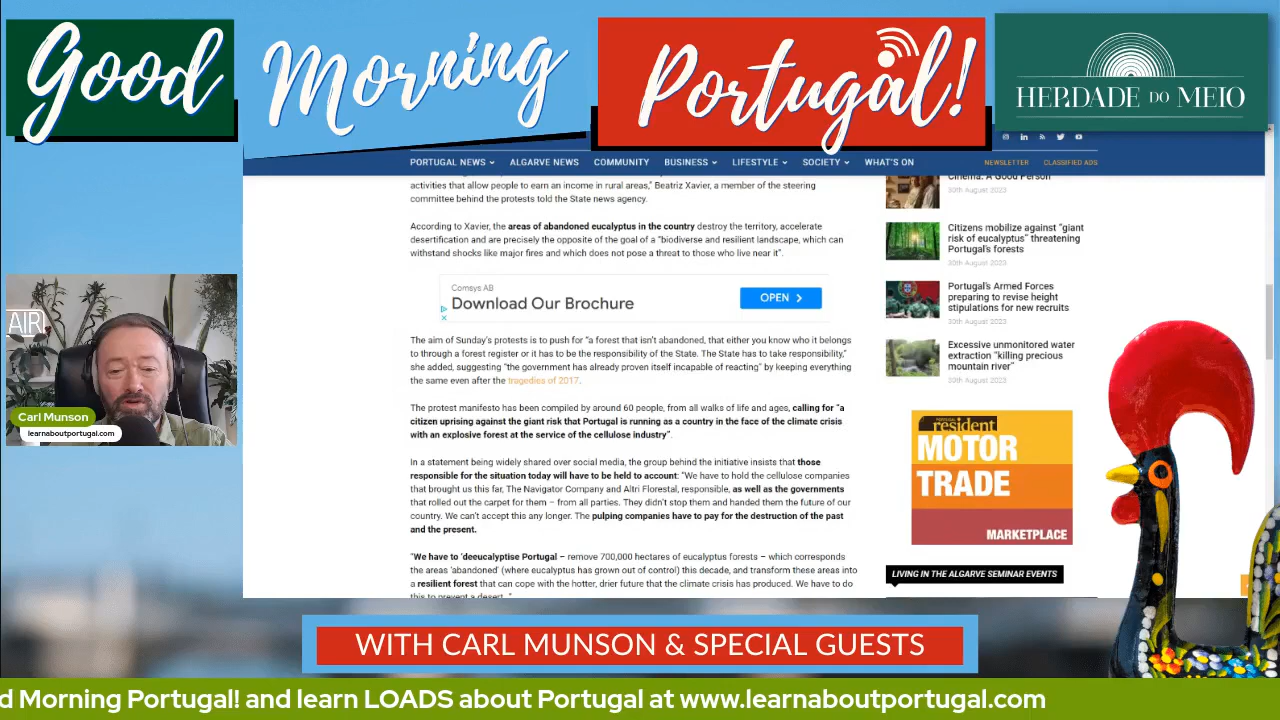 Good Morning Portugal!
HERDADE DO MEIO
PORTUGAL NEWS ALGARVE NEWS COMMUNITY BUSINESS LIFESTYLE SOCIETY WHAT'S ON NEWSLETTER CLASSIFIED ADS
activities that allow people to earn an income in rural areas," Beatriz Xavier, a member of the steering
committee behind the protests told the State news agency.
According to Xavier, the areas of abandoned eucalyptus in the country destroy the territory, accelerate
desertification and are precisely the opposite of the goal of a "biodiverse and resilient landscape, which can
withstand shocks like major fires and which does not pose a threat to those who live near it".
Comsys AB
Download Our Brochure
OPEN
The aim of Sunday's protests is to push for "a forest that isn't abandoned, that either you know who it belongs
to through a forest register or it has to be the responsibility of the State. The State has to take responsibility,"
she added, suggesting "the government has already proven itself incapable of reacting" by keeping everything
the same even after the tragedies of 2017.
The protest manifesto has been compiled by around 60 people, from all walks of life and ages, calling for "a
citizen uprising against the giant risk that Portugal is running as a country in the face of the climate crisis
with an explosive forest at the service of the cellulose industry".
In a statement being widely shared over social media, the group behind the initiative insists that those
responsible for the situation today will have to be held to account: "We have to hold the cellulose companies
that brought us this far, The Navigator Company and Altri Florestal, responsible, as well as the governments
that rolled out the carpet for them – from all parties. They didn't stop them and handed them the future of our
country. We can't accept this any longer. The pulping companies have to pay for the destruction of the past
and the present.
"We have to 'deeucalyptise Portugal – remove 700,000 hectares of eucalyptus forests – which corresponds
the areas 'abandoned' (where eucalyptus has grown out of control) this decade, and transform these areas into
a resilient forest that can cope with the hotter, drier future that the climate crisis has produced. We have to do
this to prevent a desert.."
Cinema: A Good Person
30th August 2023
Citizens mobilize against "giant
risk of eucalyptus" threatening
Portugal's forests
30th August 2023
Portugal's Armed Forces
preparing to revise height
stipulations for new recruits
30th August 2023
Excessive unmonitored water
extraction "killing precious
mountain river"
30th August 2023
portugal resident
MOTOR
TRADE
MARKETPLACE
LIVING IN THE ALGARVE SEMINAR EVENTS
AIR
Carl Munson
learnaboutportugal.com
WITH CARL MUNSON & SPECIAL GUESTS
d Morning Portugal! and learn LOADS about Portugal at www.learnaboutportugal.com